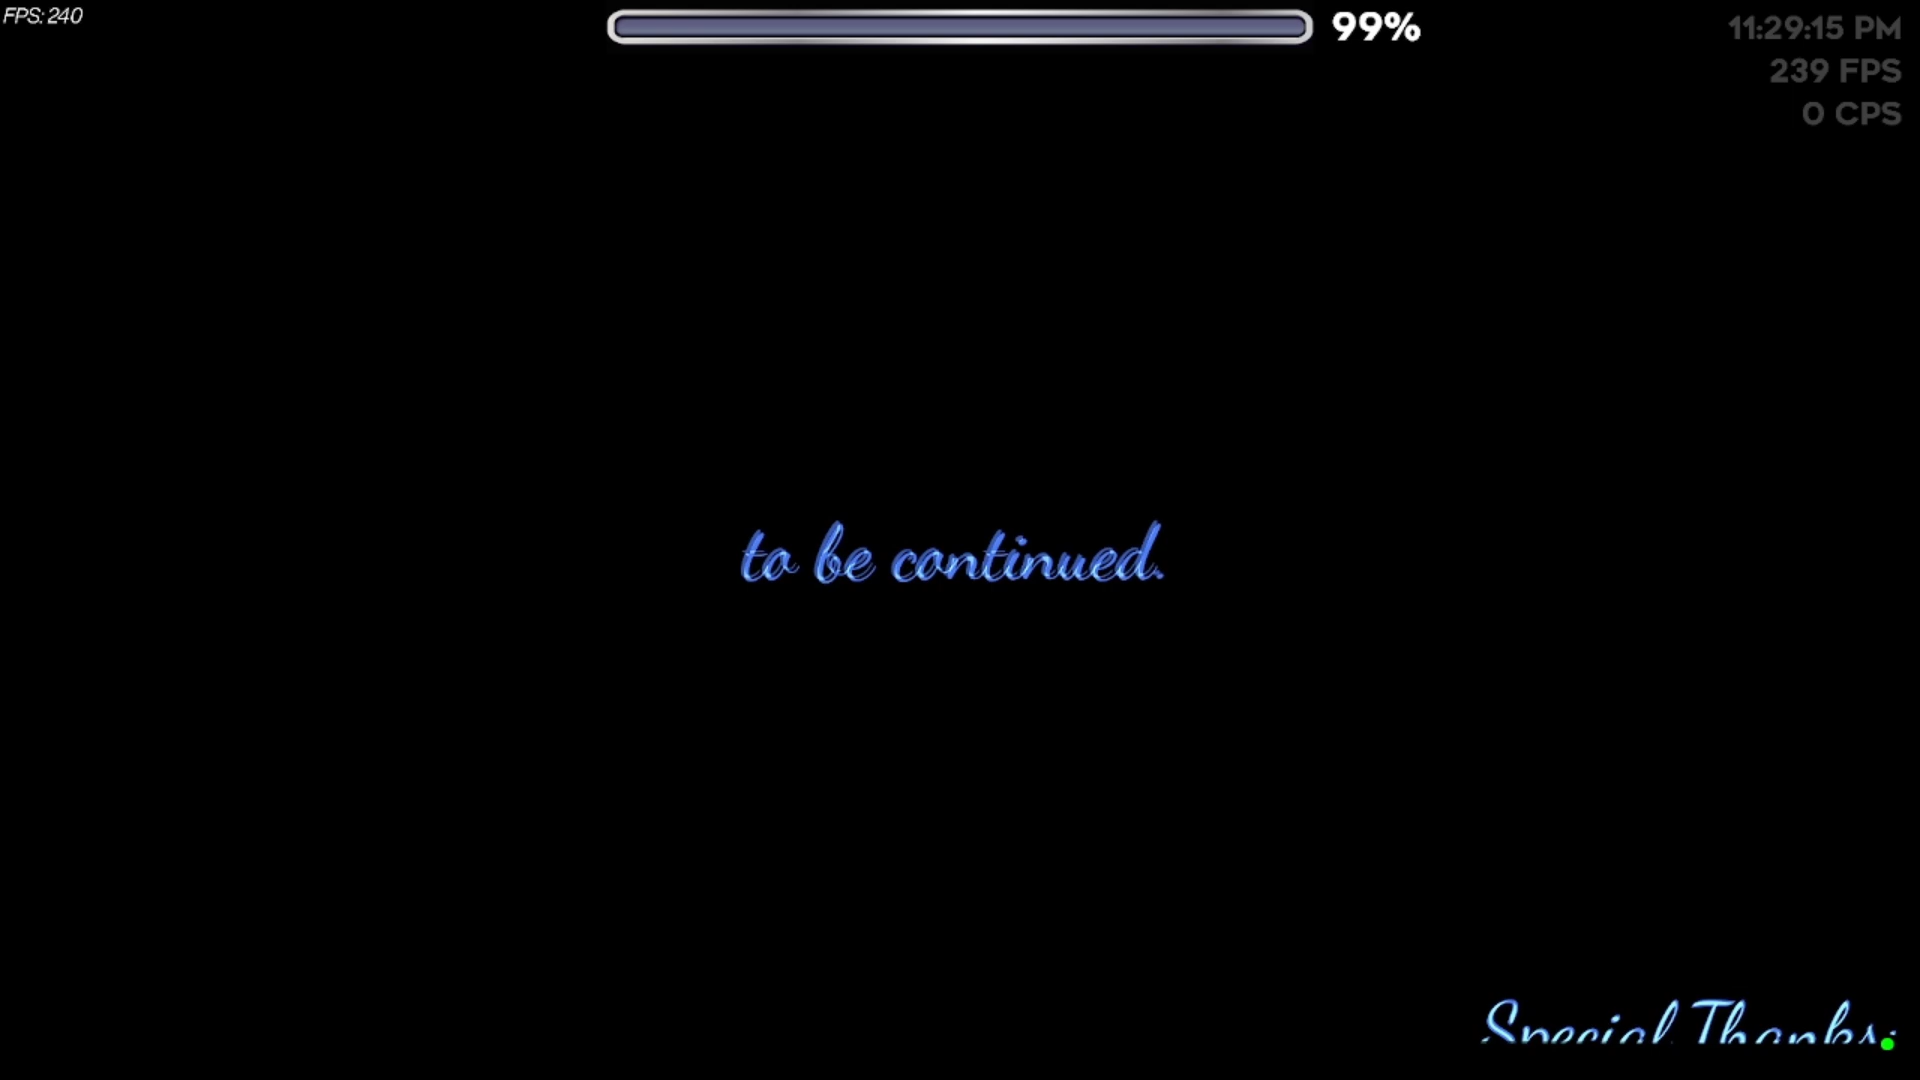 FPS: 240
99%
11:29:15 PM
239 FPS
0 CPS
to be continued.
Special Thanks: